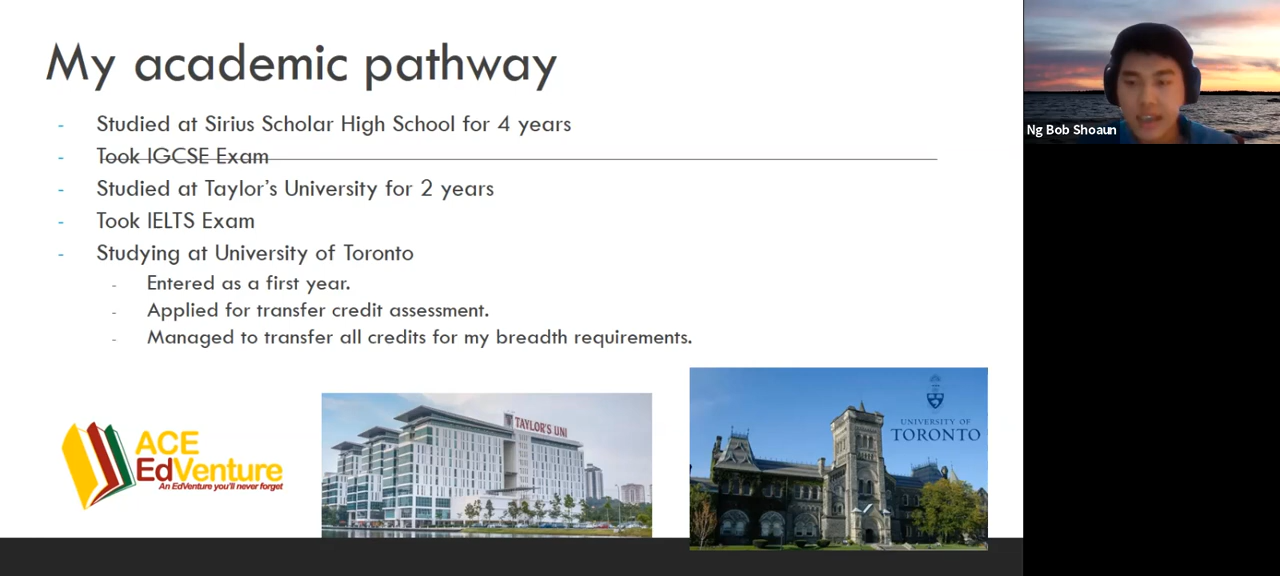 My academic pathway
- Studied at Sirius Scholar High School for 4 years
- Took IGCSE Exam
- Studied at Taylor's University for 2 years
- Took IELTS Exam
- Studying at University of Toronto
- Entered as a first year.
- Applied for transfer credit assessment.
- Managed to transfer all credits for my breadth requirements.
ACE
EdVenture
An EdVenture you'll never forget
TAYLOR'S UNI
UNIVERSITY OF
TORONTO
Ng Bob Shoaun